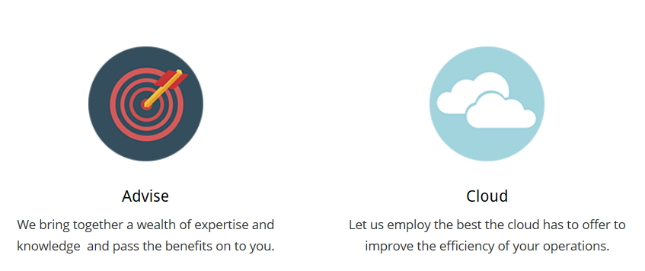 Advise
We bring together a wealth of expertise and
knowledge  and pass the benefits on to you.
Cloud
Let us employ the best the cloud has to offer to
improve the efficiency of your operations.